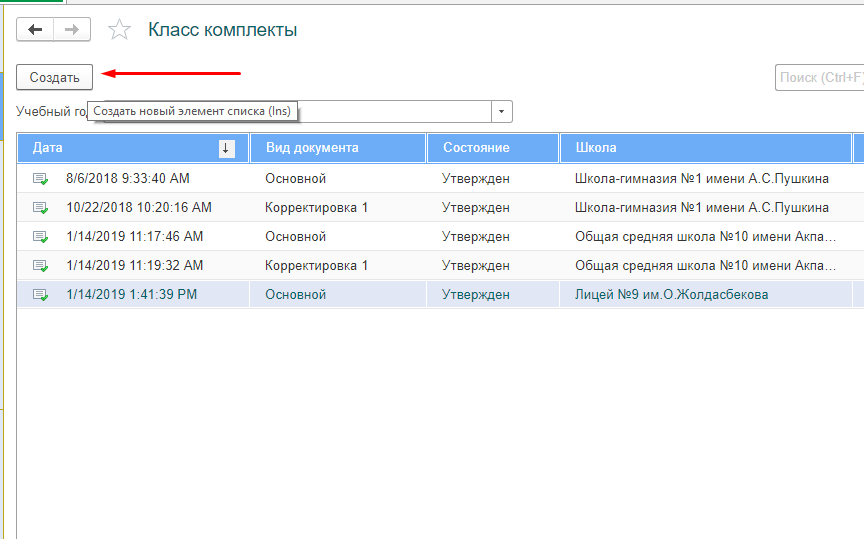 Класс комплекты
Создать
Поиск (Ctrl+F)
Учебный го
Создать новый элемент списка (Ins)
Дата Вид документа Состояние Школа
8/6/2018 9:33:40 AM Основной Утвержден Школа-гимназия №1 имени А.С.Пушкина
10/22/2018 10:20:16 AM Корректировка 1 Утвержден Школа-гимназия №1 имени А.С.Пушкина
1/14/2019 11:17:46 AM Основной Утвержден Общая средняя школа №10 имени Акпа...
1/14/2019 11:19:32 AM Корректировка 1 Утвержден Общая средняя школа №10 имени Акпа...
1/14/2019 1:41:39 PM Основной Утвержден Лицей №9 им.О.Жолдасбекова